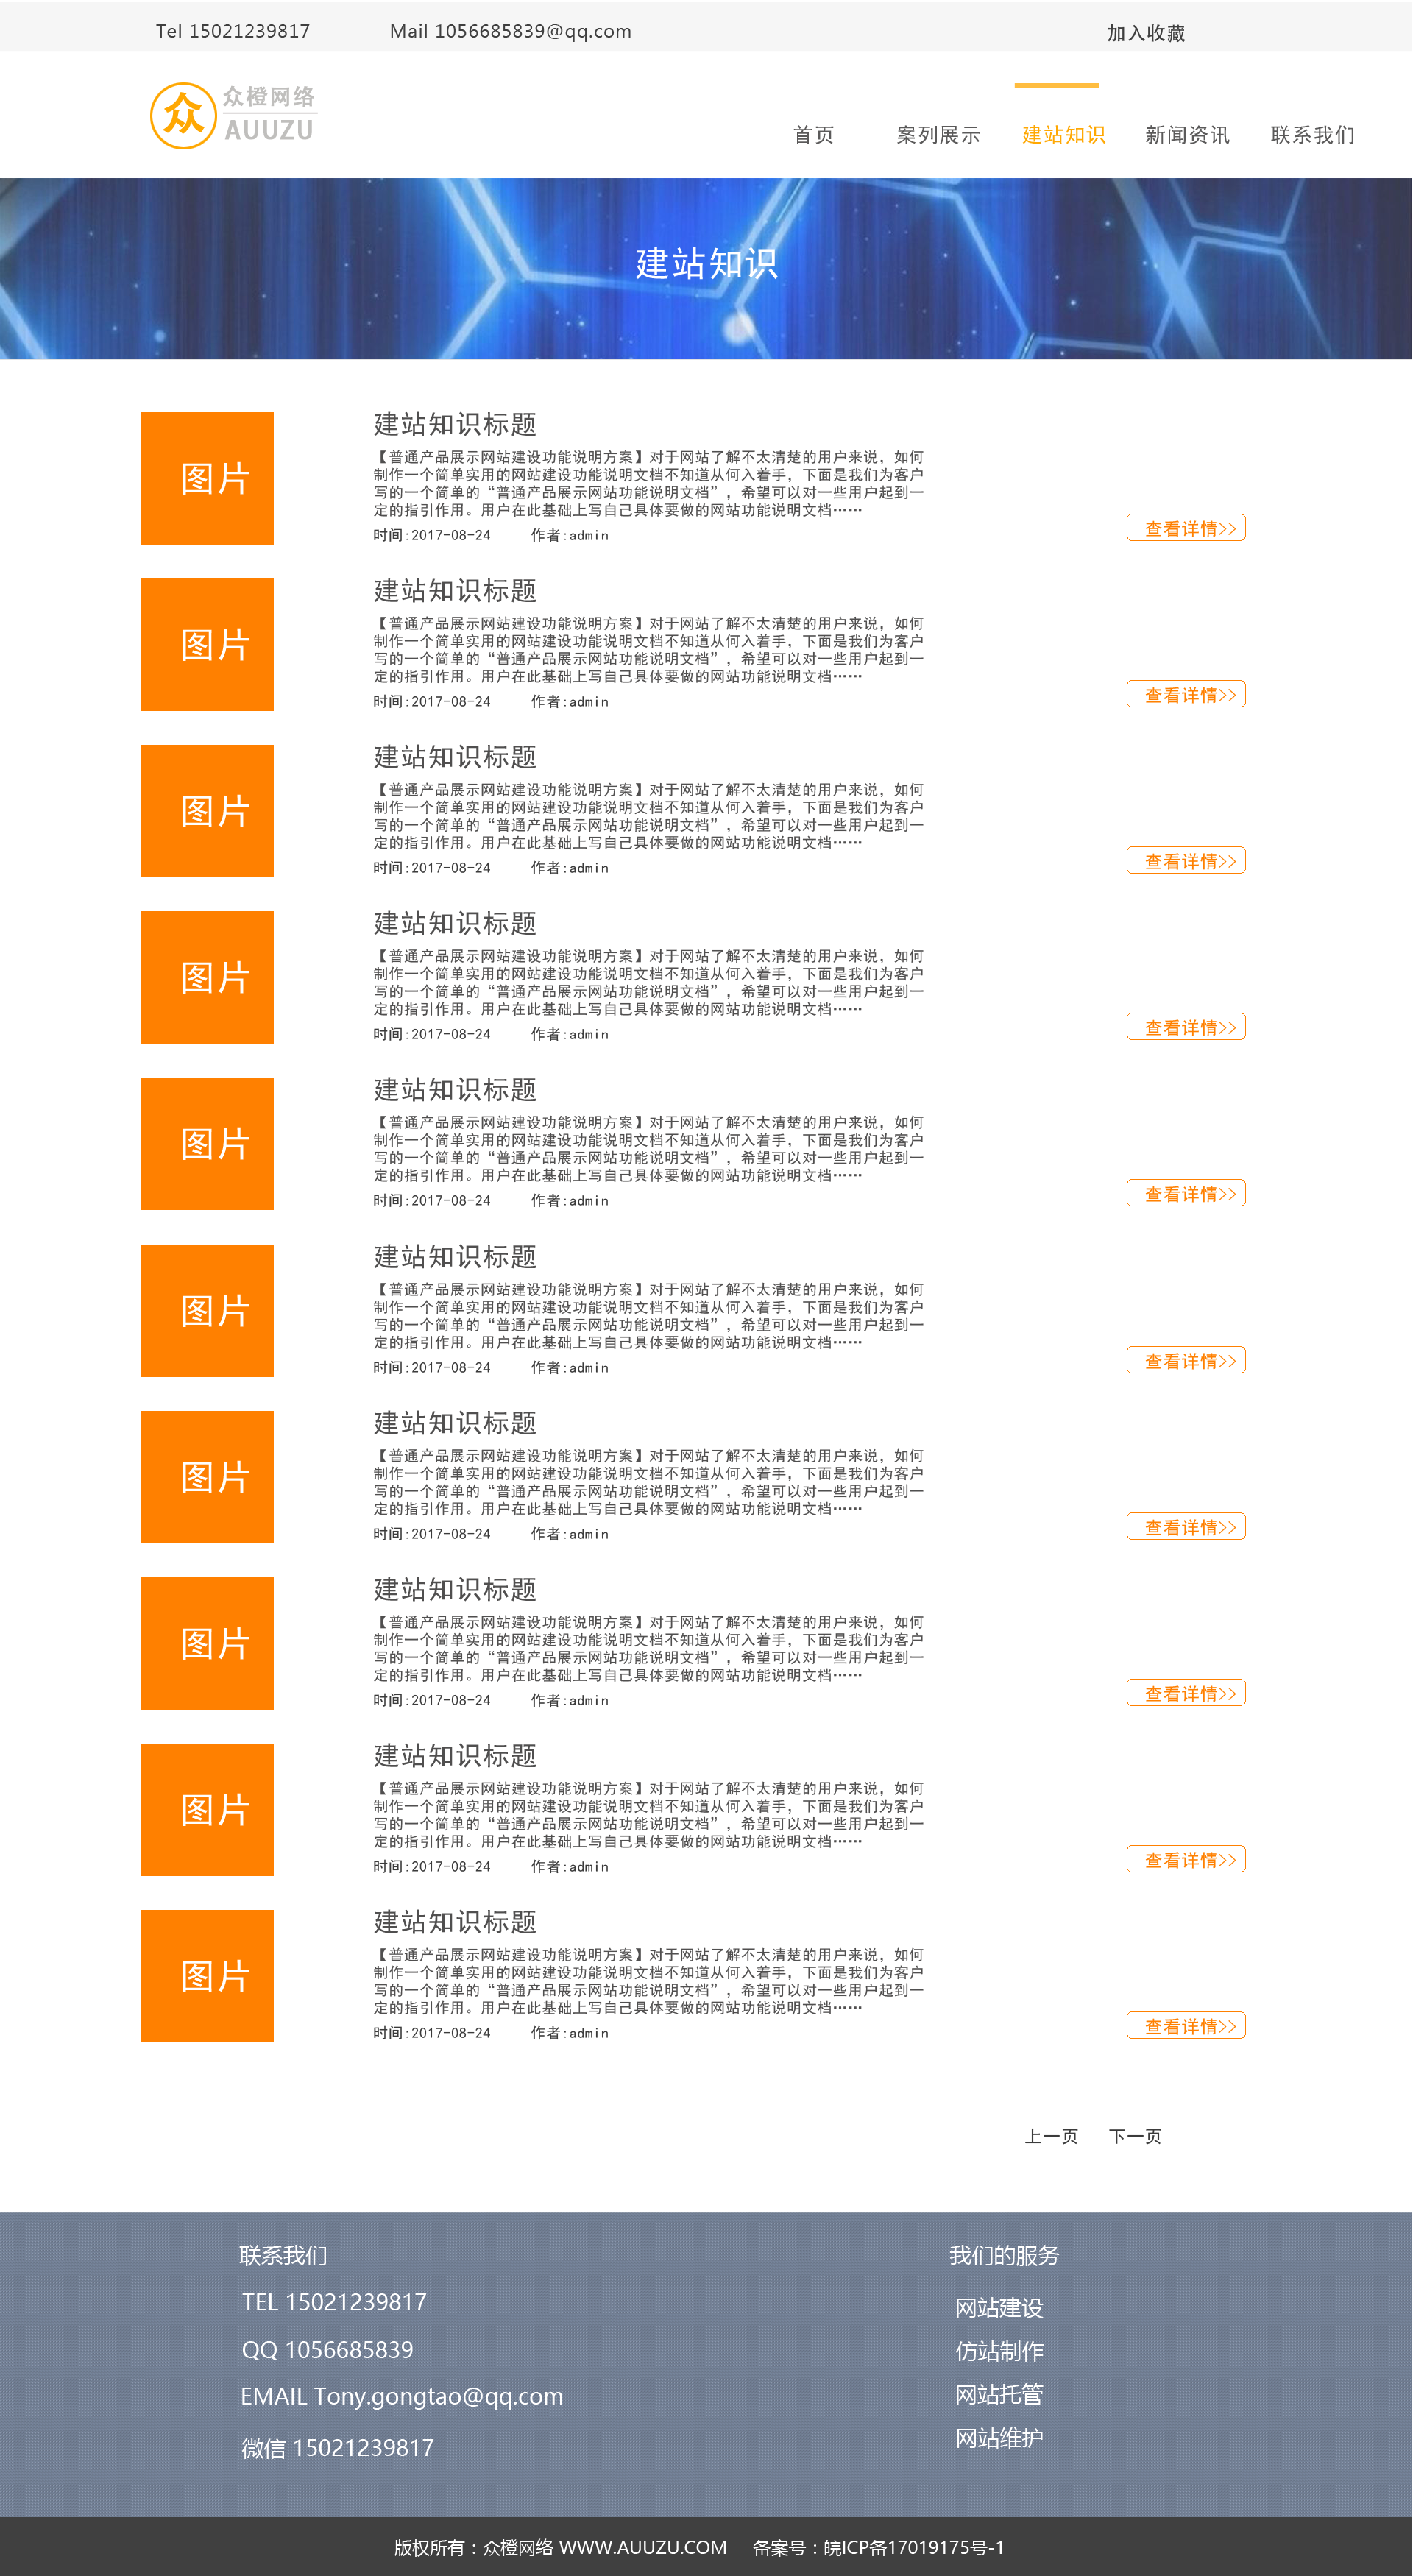 Tel 15021239817 Mail 1056685839@qq.com 加入收藏
众 众橙网络
AUUZU
首页 案列展示 建站知识 新闻资讯 联系我们
建站知识
图片
建站知识标题
【普通产品展示网站建设功能说明方案】对于网站了解不太清楚的用户来说，如何
制作一个简单实用的网站建设功能说明文档不知道从何入着手，下面是我们为客户
写的一个简单的“普通产品展示网站功能说明文档”，希望可以对一些用户起到一
定的指引作用。用户在此基础上写自己具体要做的网站功能说明文档……
时间:2017-08-24 作者:admin
查看详情>>
图片
建站知识标题
【普通产品展示网站建设功能说明方案】对于网站了解不太清楚的用户来说，如何
制作一个简单实用的网站建设功能说明文档不知道从何入着手，下面是我们为客户
写的一个简单的“普通产品展示网站功能说明文档”，希望可以对一些用户起到一
定的指引作用。用户在此基础上写自己具体要做的网站功能说明文档……
时间:2017-08-24 作者:admin
查看详情>>
图片
建站知识标题
【普通产品展示网站建设功能说明方案】对于网站了解不太清楚的用户来说，如何
制作一个简单实用的网站建设功能说明文档不知道从何入着手，下面是我们为客户
写的一个简单的“普通产品展示网站功能说明文档”，希望可以对一些用户起到一
定的指引作用。用户在此基础上写自己具体要做的网站功能说明文档……
时间:2017-08-24 作者:admin
查看详情>>
图片
建站知识标题
【普通产品展示网站建设功能说明方案】对于网站了解不太清楚的用户来说，如何
制作一个简单实用的网站建设功能说明文档不知道从何入着手，下面是我们为客户
写的一个简单的“普通产品展示网站功能说明文档”，希望可以对一些用户起到一
定的指引作用。用户在此基础上写自己具体要做的网站功能说明文档……
时间:2017-08-24 作者:admin
查看详情>>
图片
建站知识标题
【普通产品展示网站建设功能说明方案】对于网站了解不太清楚的用户来说，如何
制作一个简单实用的网站建设功能说明文档不知道从何入着手，下面是我们为客户
写的一个简单的“普通产品展示网站功能说明文档”，希望可以对一些用户起到一
定的指引作用。用户在此基础上写自己具体要做的网站功能说明文档……
时间:2017-08-24 作者:admin
查看详情>>
图片
建站知识标题
【普通产品展示网站建设功能说明方案】对于网站了解不太清楚的用户来说，如何
制作一个简单实用的网站建设功能说明文档不知道从何入着手，下面是我们为客户
写的一个简单的“普通产品展示网站功能说明文档”，希望可以对一些用户起到一
定的指引作用。用户在此基础上写自己具体要做的网站功能说明文档……
时间:2017-08-24 作者:admin
查看详情>>
图片
建站知识标题
【普通产品展示网站建设功能说明方案】对于网站了解不太清楚的用户来说，如何
制作一个简单实用的网站建设功能说明文档不知道从何入着手，下面是我们为客户
写的一个简单的“普通产品展示网站功能说明文档”，希望可以对一些用户起到一
定的指引作用。用户在此基础上写自己具体要做的网站功能说明文档……
时间:2017-08-24 作者:admin
查看详情>>
图片
建站知识标题
【普通产品展示网站建设功能说明方案】对于网站了解不太清楚的用户来说，如何
制作一个简单实用的网站建设功能说明文档不知道从何入着手，下面是我们为客户
写的一个简单的“普通产品展示网站功能说明文档”，希望可以对一些用户起到一
定的指引作用。用户在此基础上写自己具体要做的网站功能说明文档……
时间:2017-08-24 作者:admin
查看详情>>
图片
建站知识标题
【普通产品展示网站建设功能说明方案】对于网站了解不太清楚的用户来说，如何
制作一个简单实用的网站建设功能说明文档不知道从何入着手，下面是我们为客户
写的一个简单的“普通产品展示网站功能说明文档”，希望可以对一些用户起到一
定的指引作用。用户在此基础上写自己具体要做的网站功能说明文档……
时间:2017-08-24 作者:admin
查看详情>>
图片
建站知识标题
【普通产品展示网站建设功能说明方案】对于网站了解不太清楚的用户来说，如何
制作一个简单实用的网站建设功能说明文档不知道从何入着手，下面是我们为客户
写的一个简单的“普通产品展示网站功能说明文档”，希望可以对一些用户起到一
定的指引作用。用户在此基础上写自己具体要做的网站功能说明文档……
时间:2017-08-24 作者:admin
查看详情>>
上一页 下一页
联系我们
TEL 15021239817
QQ 1056685839
EMAIL Tony.gongtao@qq.com
微信 15021239817
我们的服务
网站建设
仿站制作
网站托管
网站维护
版权所有：众橙网络 WWW.AUUZU.COM 备案号：皖ICP备17019175号-1